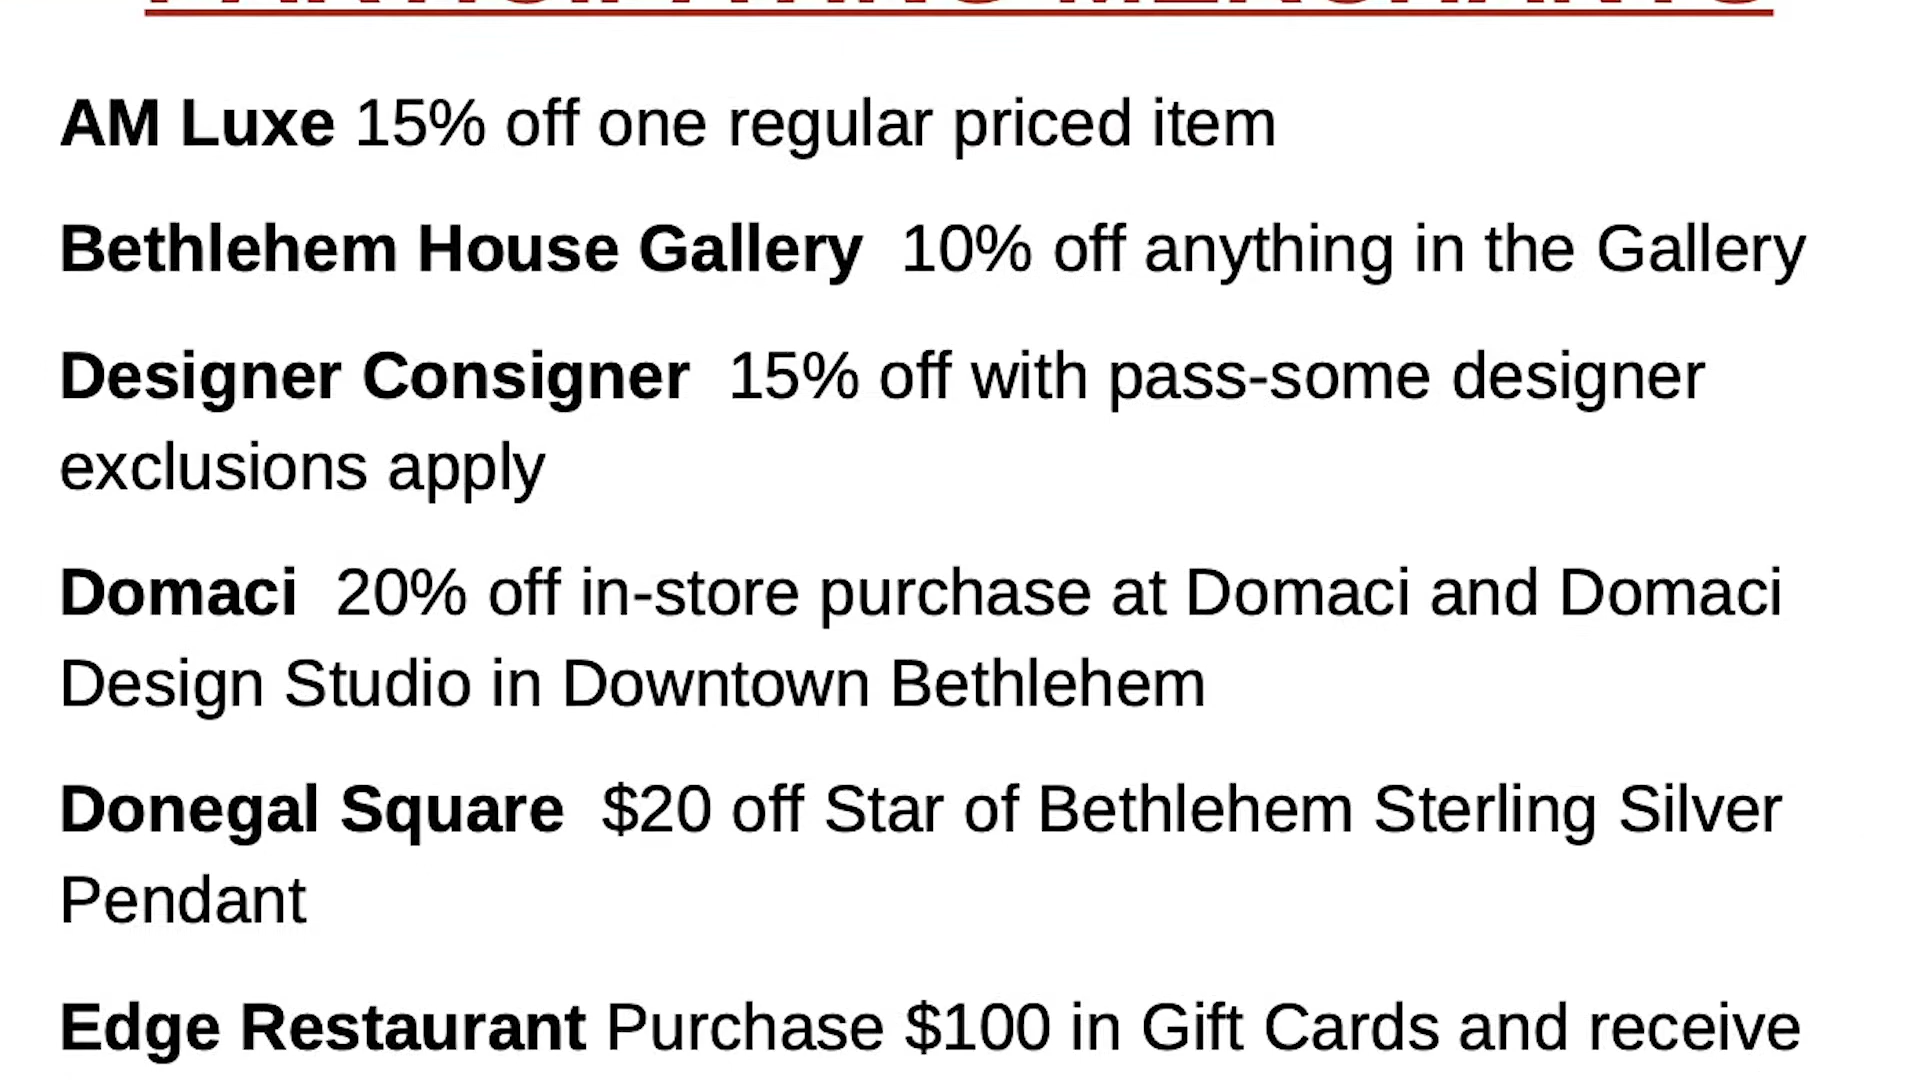 PARTICIPATING MERCHANTS
AM Luxe 15% off one regular priced item
Bethlehem House Gallery  10% off anything in the Gallery
Designer Consigner  15% off with pass-some designer
exclusions apply
Domaci  20% off in-store purchase at Domaci and Domaci
Design Studio in Downtown Bethlehem
Donegal Square  $20 off Star of Bethlehem Sterling Silver
Pendant
Edge Restaurant Purchase $100 in Gift Cards and receive